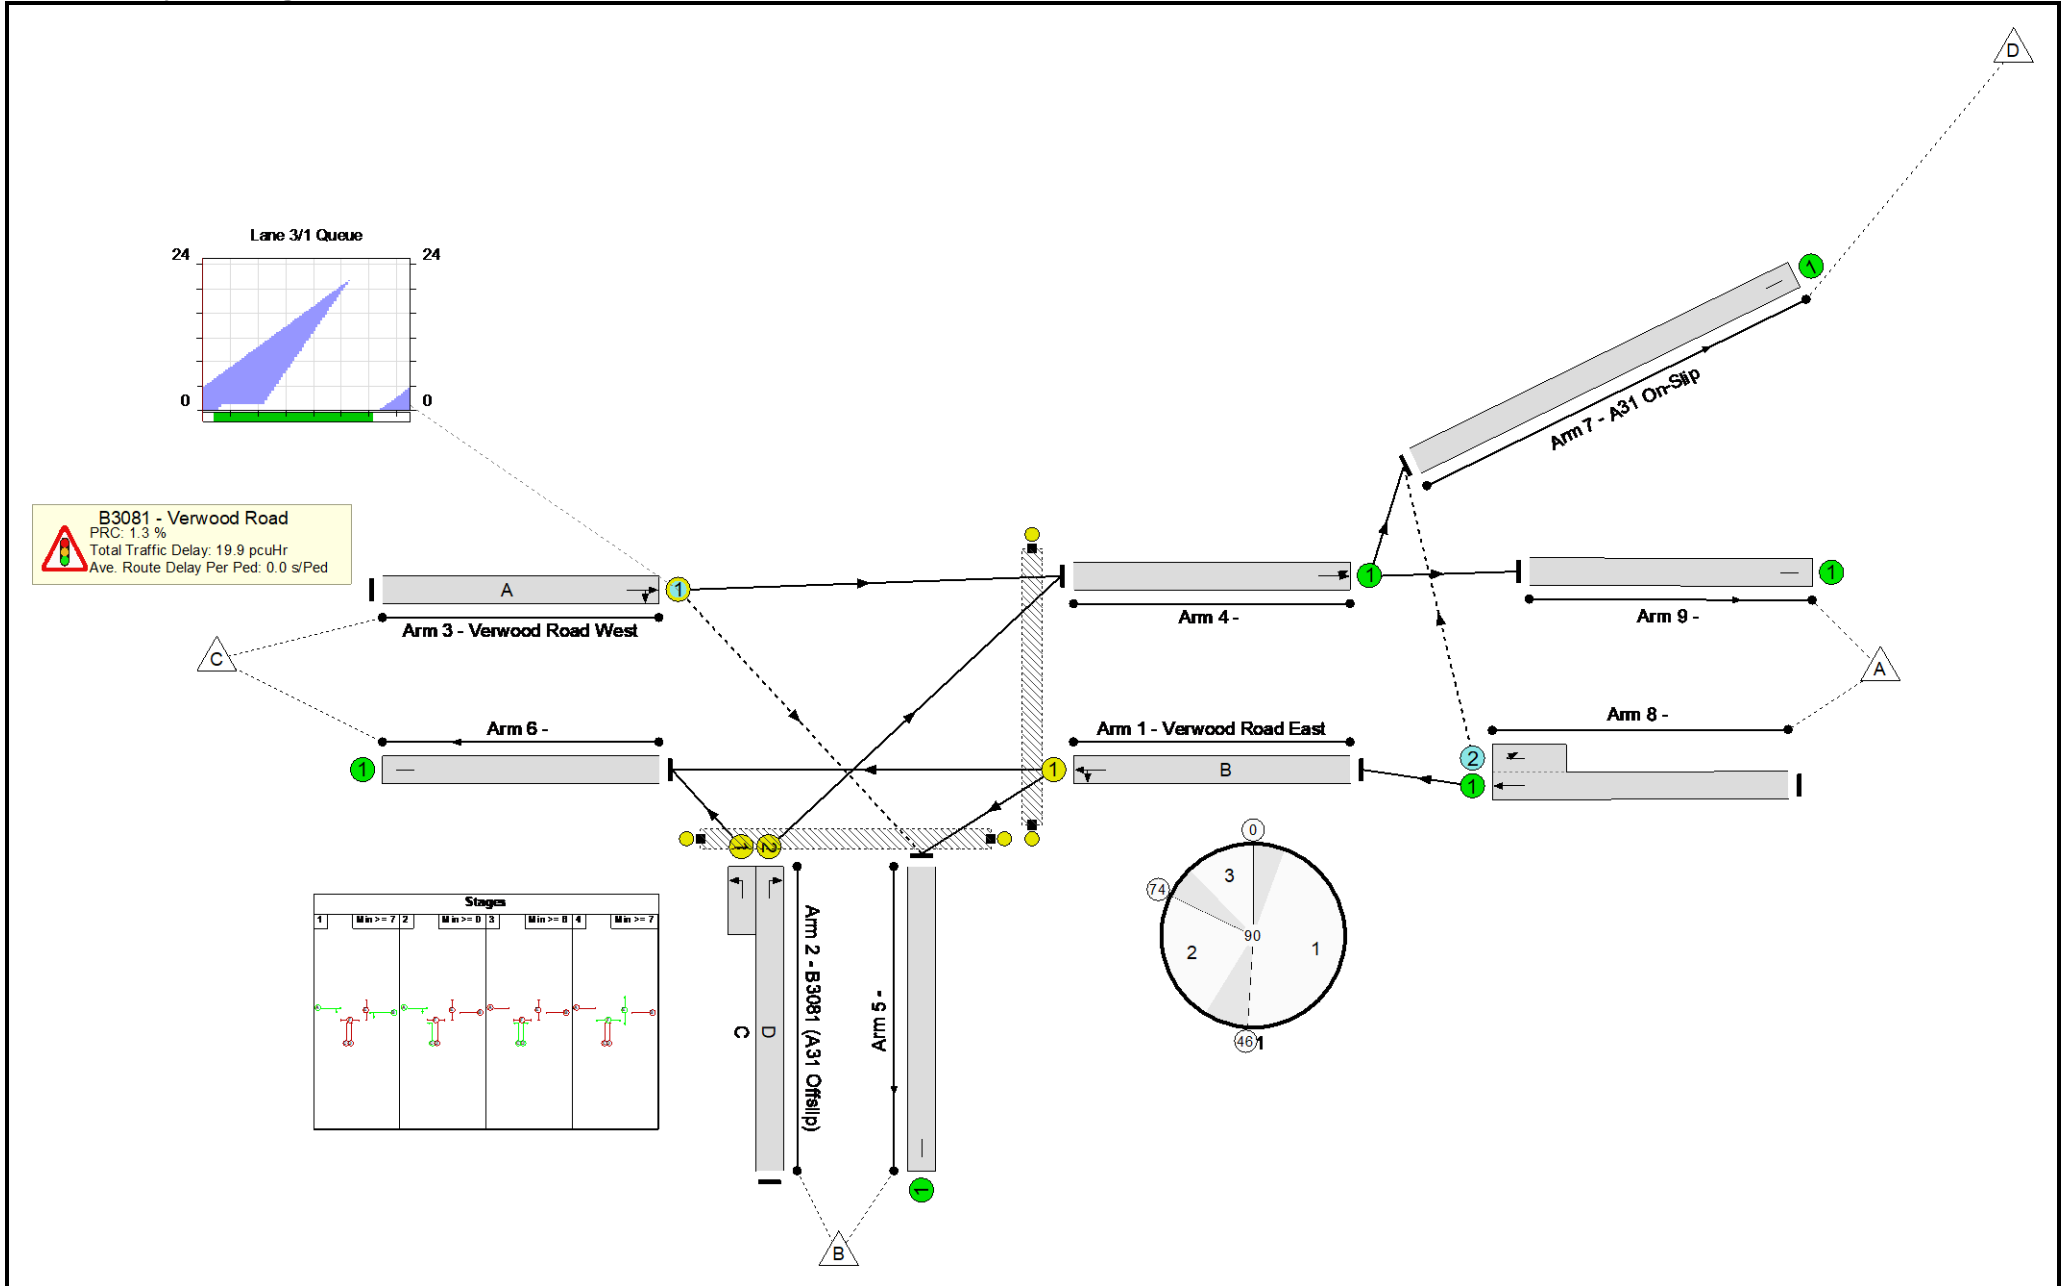 D
Lane 3/1 Queue
24
24
0
0
1
Arm 7 - A31 On-Slip
B3081 - Verwood Road
PRC: 1.3 %
Total Traffic Delay: 19.9 pcuHr
Ave. Route Delay Per Ped: 0.0 s/Ped
A
1
Arm 3 - Verwood Road West
1
Arm 4 -
1
Arm 9 -
C
A
Arm 6 -
1
Arm 1 - Verwood Road East
1
B
Arm 8 -
2
1
1
2
C
D
Arm 2 - B3081 (A31 Offslip)
Arm 5 -
1
0
3
74
90
2
1
46
1
Stages
1 Min >= 7 2 Min >= 0 3 Min >= 8 4 Min >= 7
B